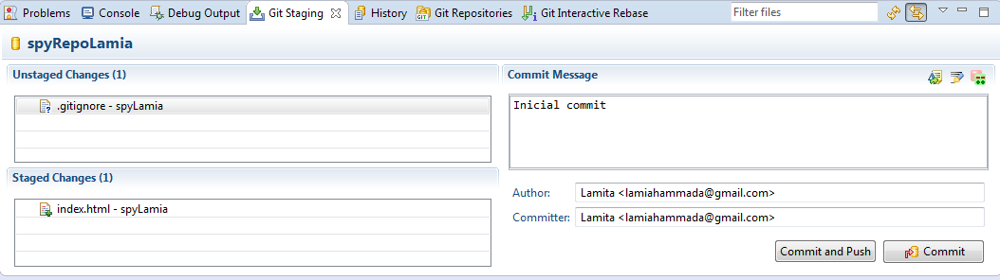 Problems Console Debug Output Git Staging History Git Repositories Git Interactive Rebase Filter files
spyRepoLamia
Unstaged Changes (1)
.gitignore - spyLamia
Staged Changes (1)
index.html - spyLamia
Commit Message
Inicial commit
Author: Lamita <lamiahammada@gmail.com>
Committer: Lamita <lamiahammada@gmail.com>
Commit and Push Commit